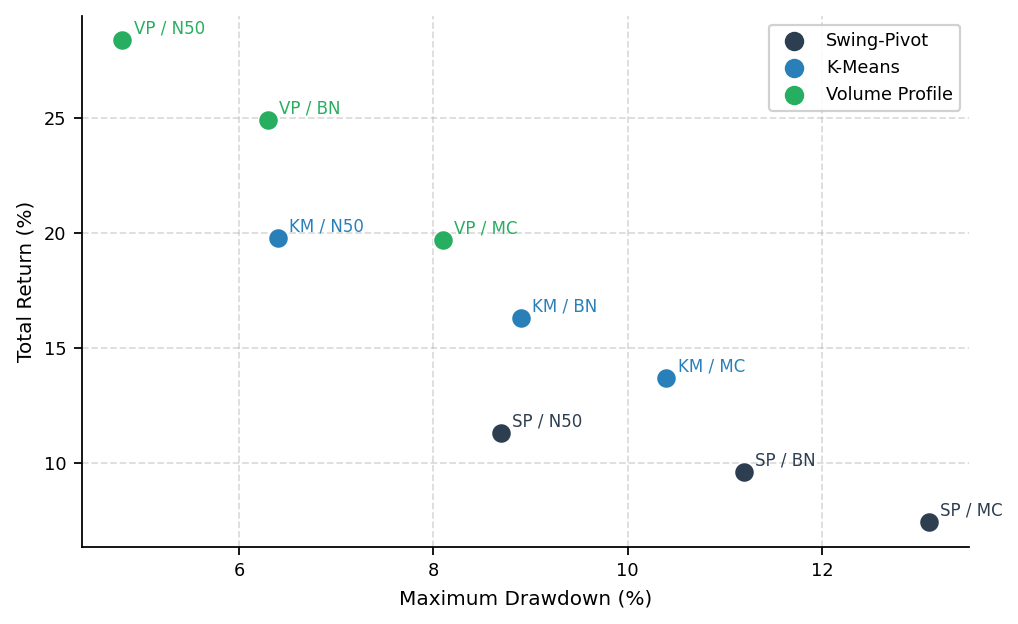 VP / N50
Swing-Pivot
K-Means
Volume Profile
VP / BN
KM / N50
VP / MC
KM / BN
KM / MC
SP / N50
SP / BN
SP / MC
25
20
15
10
Total Return (%)
6
8
10
12
Maximum Drawdown (%)